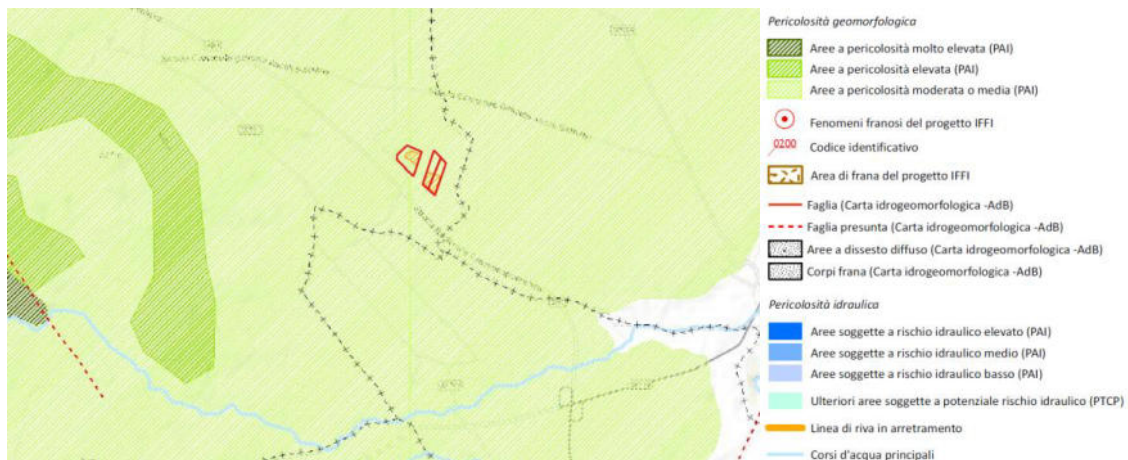 Pericolosità geomorfologica
Aree a pericolosità molto elevata (PAI)
Aree a pericolosità elevata (PAI)
Aree a pericolosità moderata o media (PAI)
Fenomeni franosi del progetto IFFI
0200 Codice identificativo
Area di frana del progetto IFFI
Faglia (Carta idrogeomorfologica -AdB)
Faglia presunta (Carta idrogeomorfologica -AdB)
Aree a dissesto diffuso (Carta idrogeomorfologica -AdB)
Corpi frana (Carta idrogeomorfologica -AdB)
Pericolosità idraulica
Aree soggette a rischio idraulico elevato (PAI)
Aree soggette a rischio idraulico medio (PAI)
Aree soggette a rischio idraulico basso (PAI)
Ulteriori aree soggette a potenziale rischio idraulico (PTCP)
Linea di riva in arretramento
Corsi d'acqua principali